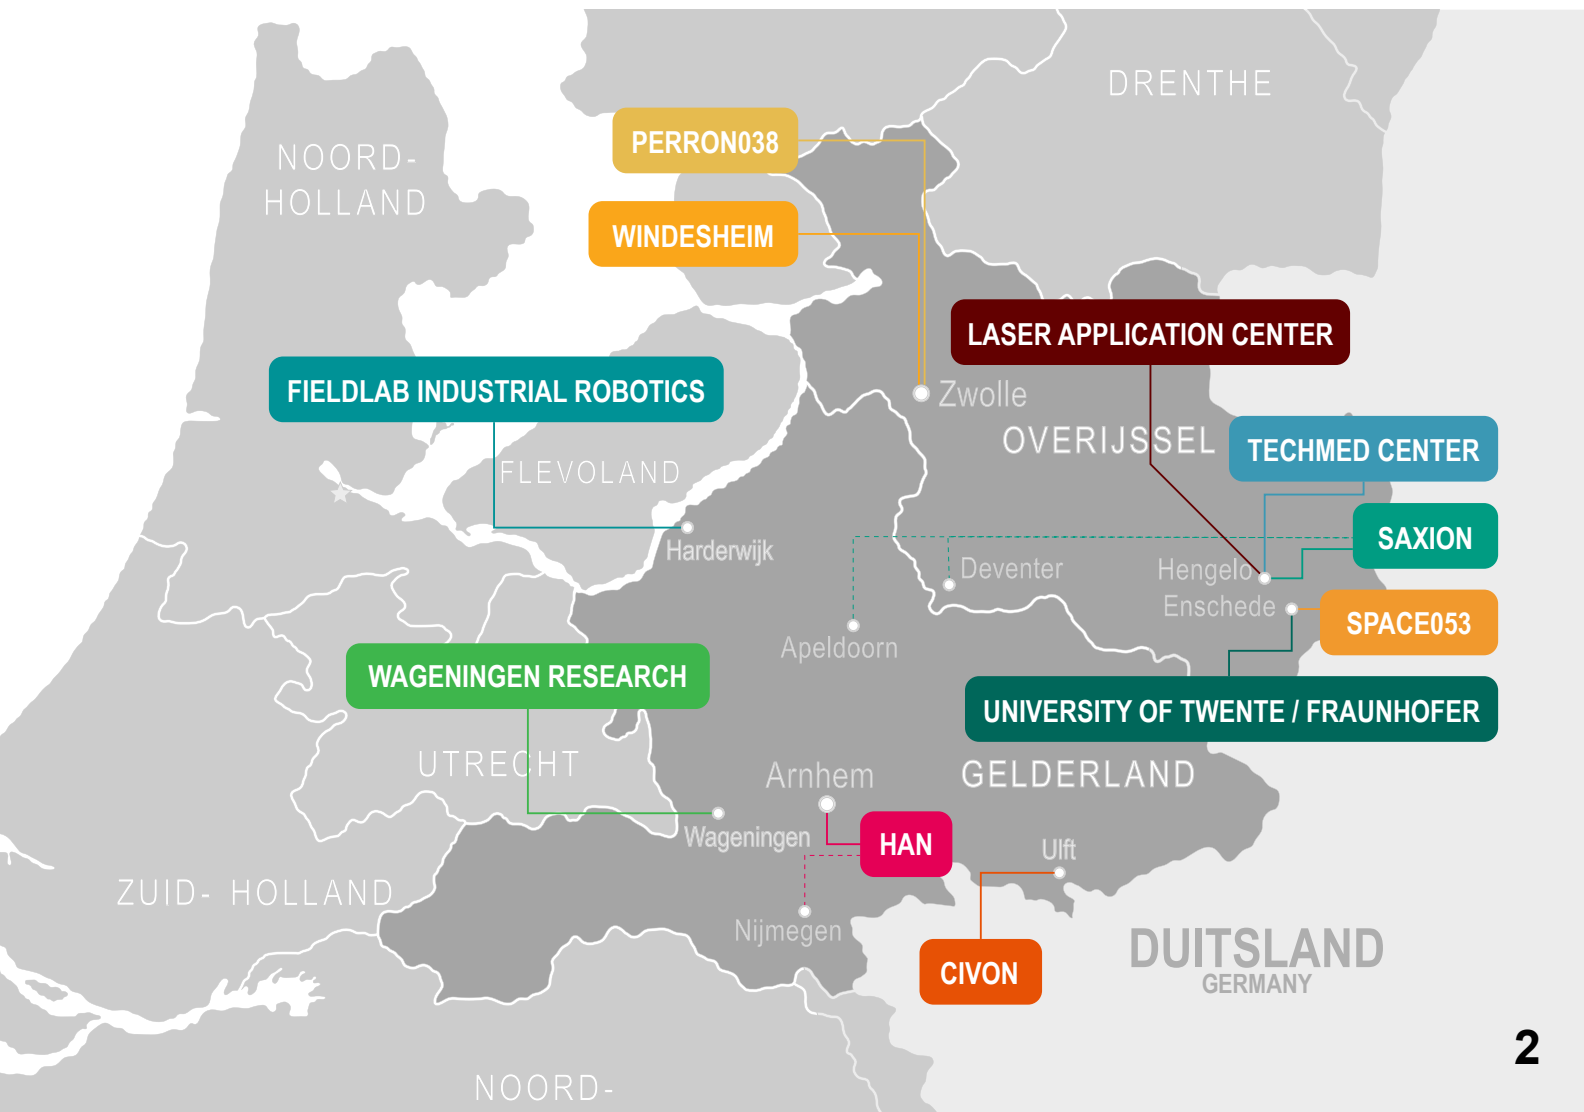 DRENTHE
PERRON038
NOORD-
HOLLAND
WINDESHEIM
LASER APPLICATION CENTER
FIELDLAB INDUSTRIAL ROBOTICS
Zwolle
OVERIJSSEL
TECHMED CENTER
FLEVOLAND
SAXION
Harderwijk
Deventer
Hengelo
Enschede
SPACE053
Apeldoorn
WAGENINGEN RESEARCH
UNIVERSITY OF TWENTE / FRAUNHOFER
UTRECHT
Arnhem
GELDERLAND
Wageningen
HAN
Ulft
ZUID- HOLLAND
Nijmegen
DUITSLAND
GERMANY
CIVON
2
NOORD-